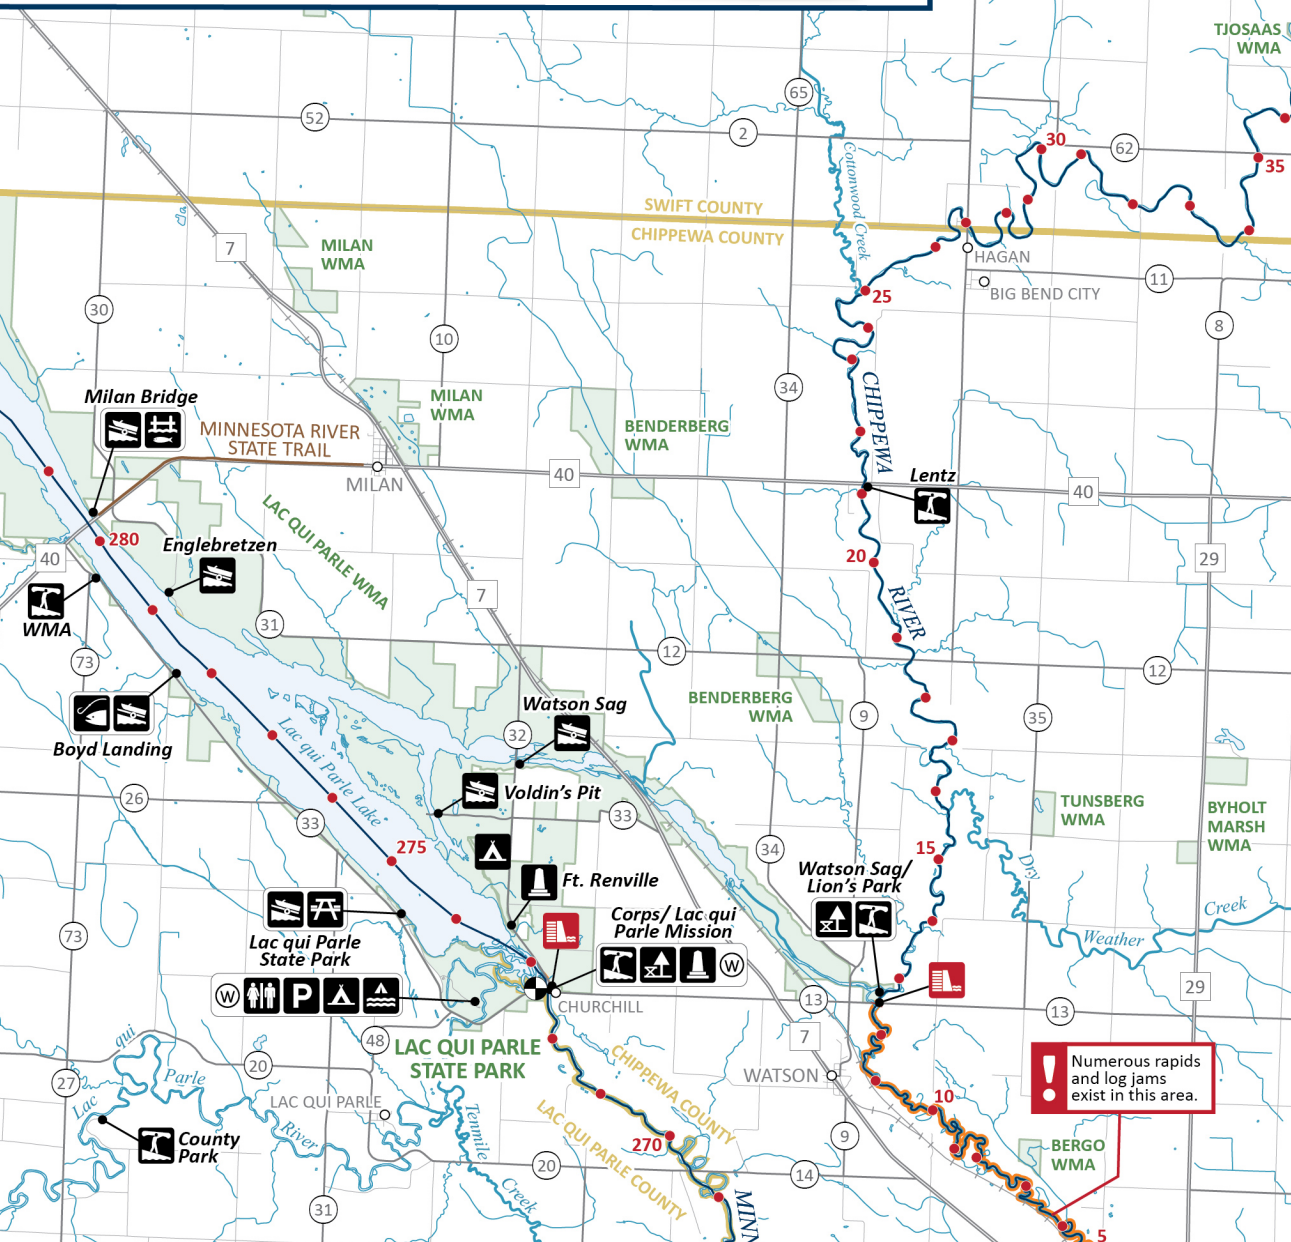 TJOSAAS
WMA
65
52
2
62
30
35
Cottonwood Creek
SWIFT COUNTY
CHIPPEWA COUNTY
7
MILAN
WMA
HAGAN
11
BIG BEND CITY
25
30
10
8
34
CHIPPEWA
Milan Bridge
MILAN
WMA
MINNESOTA RIVER
STATE TRAIL
BENDERBERG
WMA
40
MILAN
Lentz
40
LAC QUI PARLE WMA
280
Englebretzen
40
20
29
RIVER
WMA
7
31
12
12
73
BENDERBERG
WMA
9
35
Watson Sag
32
Boyd Landing
Lac qui Parle Lake
Voldin's Pit
26
33
33
TUNSBERG
WMA
BYHOLT
MARSH
WMA
275
34
15
Dry
Watson Sag/
Lion's Park
Ft. Renville
Creek
Weather
Corps/ Lac qui
Parle Mission
W
73
Lac qui Parle
State Park
W
P
CHURCHILL
13
13
29
7
qui
48
LAC QUI PARLE
STATE PARK
CHIPPEWA COUNTY
LAC QUI PARLE COUNTY
WATSON
Numerous rapids
and log jams
exist in this area.
20
27
Parle
Lac
LAC QUI PARLE
10
Tenmile
River
County
Park
270
9
BERGO
WMA
20
14
Creek
31
MINN
5